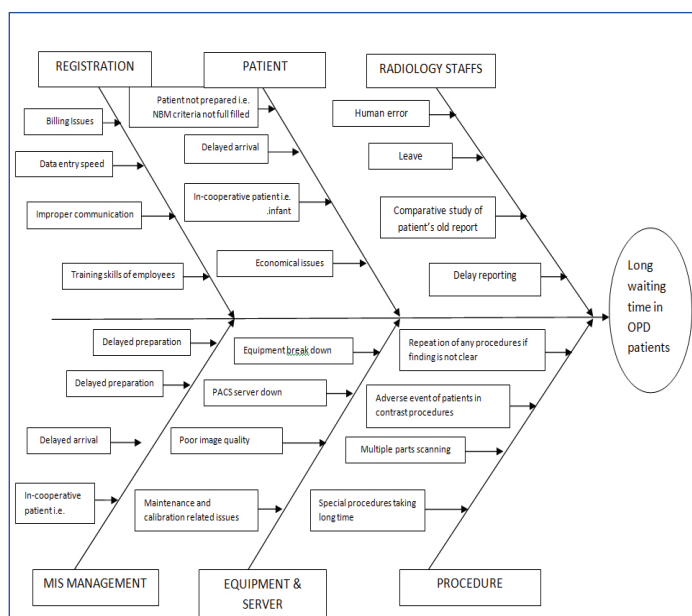 REGISTRATION
PATIENT
RADIOLOGY STAFFS
Patient not prepared i.e.
NBM criteria not full filled
Billing Issues
Human error
Delayed arrival
Data entry speed
Leave
In-cooperative patient i.e.
.infant
Improper communication
Comparative study of
patient's old report
Economical issues
Training skills of employees
Delay reporting
Long
waiting
time in
OPD
patients
Delayed preparation
Equipment break down
Repeation of any procedures if
finding is not clear
Delayed preparation
PACS server down
Adverse event of patients in
contrast procedures
Delayed arrival
Poor image quality
Multiple parts scanning
In-cooperative
patient i.e.
Maintenance and
calibration related issues
Special procedures taking
long time
MIS MANAGEMENT
EQUIPMENT &
SERVER
PROCEDURE